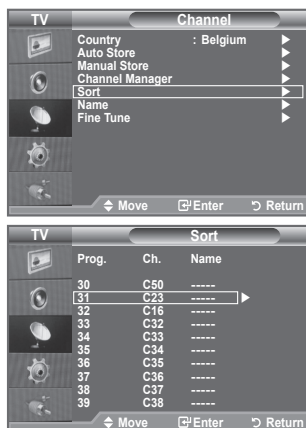 TV Channel
Country : Belgium
Auto Store
Manual Store
Channel Manager
Sort
Name
Fine Tune
Move Enter Return
TV Sort
Prog. Ch. Name
30 C50 -----
31 C23 -----
32 C16 -----
33 C32 -----
34 C33 -----
35 C34 -----
36 C35 -----
37 C36 -----
38 C37 -----
39 C38 -----
Move Enter Return